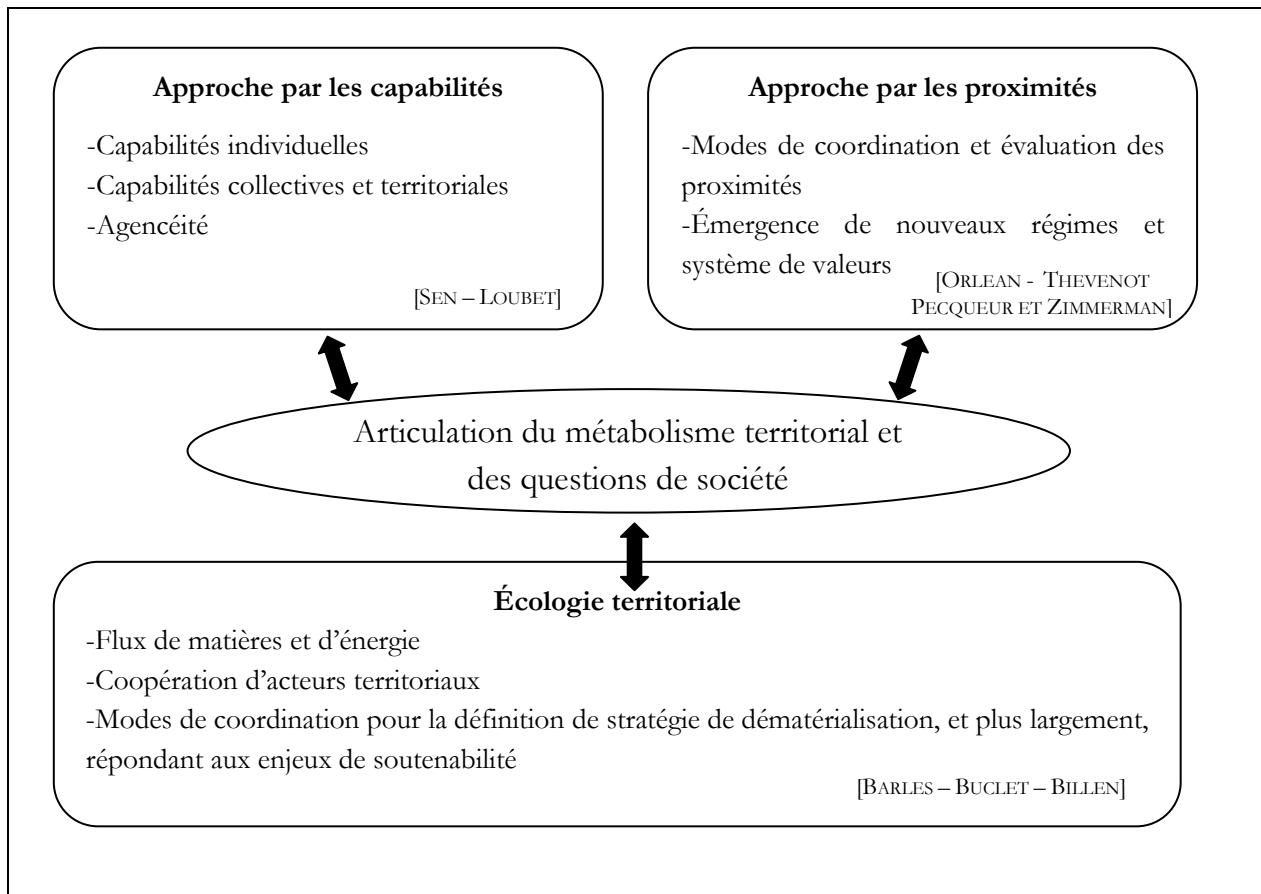 Approche par les capabilités
-Capabilités individuelles
-Capabilités collectives et territoriales
-Agencéité
[SEN – LOUBET]
Approche par les proximités
-Modes de coordination et évaluation des
proximités
-Émergence de nouveaux régimes et
système de valeurs
[ORLEAN - THEVENOT
PECQUEUR ET ZIMMERMAN]
Articulation du métabolisme territorial et
des questions de société
Écologie territoriale
-Flux de matières et d’énergie
-Coopération d’acteurs territoriaux
-Modes de coordination pour la définition de stratégie de dématérialisation, et plus largement,
répondant aux enjeux de soutenabilité
[BARLES – BUCLET – BILLEN]